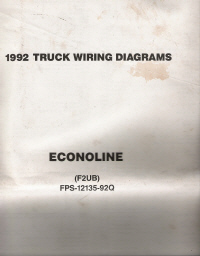 1992 TRUCK WIRING DIAGRAMS
ECONOLINE
(F2UB)
FPS-12135-92Q